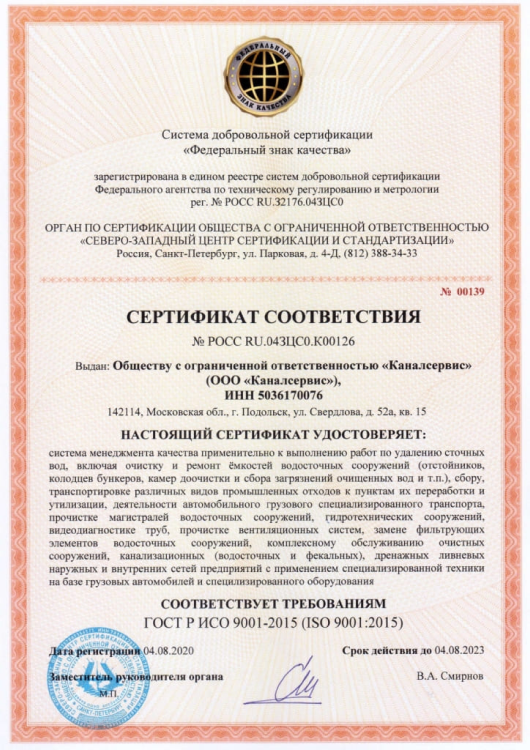 ФЕДЕРАЛЬНЫЙ
ЗНАК КАЧЕСТВА
Система добровольной сертификации
«Федеральный знак качества»
зарегистрирована в едином реестре систем добровольной сертификации
Федерального агентства по техническому регулированию и метрологии
рег. № РОСС RU.32176.04ЗЦС0
ОРГАН ПО СЕРТИФИКАЦИИ ОБЩЕСТВА С ОГРАНИЧЕННОЙ ОТВЕТСТВЕННОСТЬЮ
«СЕВЕРО-ЗАПАДНЫЙ ЦЕНТР СЕРТИФИКАЦИИ И СТАНДАРТИЗАЦИИ»
Россия, Санкт-Петербург, ул. Парковая, д. 4-Д, (812) 388-34-33
№ 00139
СЕРТИФИКАТ СООТВЕТСТВИЯ
№ РОСС RU.04ЗЦС0.К00126
Выдан: Обществу с ограниченной ответственностью «Каналсервис»
(ООО «Каналсервис»),
ИНН 5036170076
142114, Московская обл., г. Подольск, ул. Свердлова, д. 52а, кв. 15
НАСТОЯЩИЙ СЕРТИФИКАТ УДОСТОВЕРЯЕТ:
система менеджмента качества применительно к выполнению работ по удалению сточных
вод, включая очистку и ремонт ёмкостей водосточных сооружений (отстойников,
колодцев бункеров, камер доочистки и сбора загрязнений очищенных вод и т.п.), сбору,
транспортировке различных видов промышленных отходов к пунктам их переработки и
утилизации, деятельности автомобильного грузового специализированного транспорта,
прочистке магистралей водосточных сооружений, гидротехнических сооружений,
видеодиагностике труб, прочистке вентиляционных систем, замене фильтрующих
элементов водосточных сооружений, комплексному обслуживанию очистных
сооружений, канализационных (водосточных и фекальных), дренажных ливневых
наружных и внутренних сетей предприятий с применением специализированной техники
на базе грузовых автомобилей и специлизированного оборудования
СООТВЕТСТВУЕТ ТРЕБОВАНИЯМ
ГОСТ Р ИСО 9001-2015 (ISO 9001:2015)
Дата регистрации 04.08.2020
Срок действия до 04.08.2023
Заместитель руководителя органа
В.А. Смирнов
М.П.